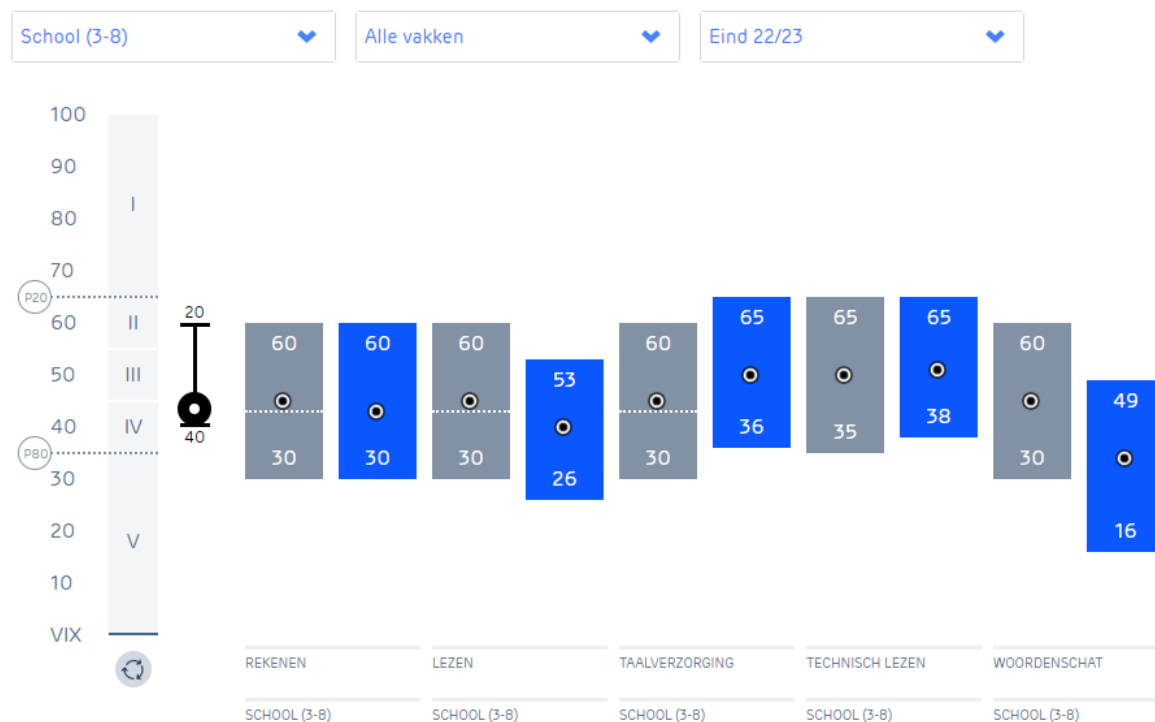 School (3-8) Alle vakken Eind 22/23
100
90
80
70
60
50
40
30
20
10
VIX
I
II
III
IV
V
P20
P80
20
40
60
30
60
30
60
30
53
26
60
30
65
36
65
35
65
38
60
30
49
16
REKENEN LEZEN TAALVERZORGING TECHNISCH LEZEN WOORDENSCHAT
SCHOOL (3-8) SCHOOL (3-8) SCHOOL (3-8) SCHOOL (3-8) SCHOOL (3-8)